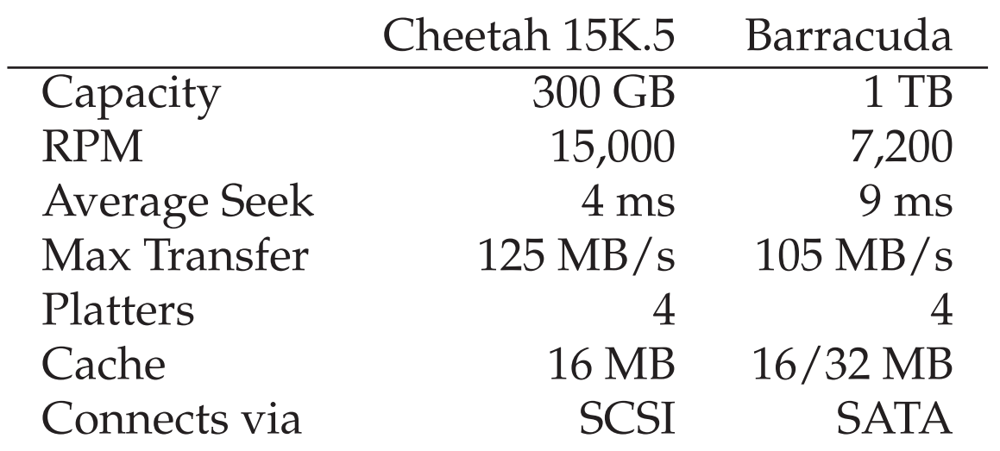 Cheetah 15K.5 Barracuda
Capacity 300 GB 1 TB
RPM 15,000 7,200
Average Seek 4 ms 9 ms
Max Transfer 125 MB/s 105 MB/s
Platters 4 4
Cache 16 MB 16/32 MB
Connects via SCSI SATA